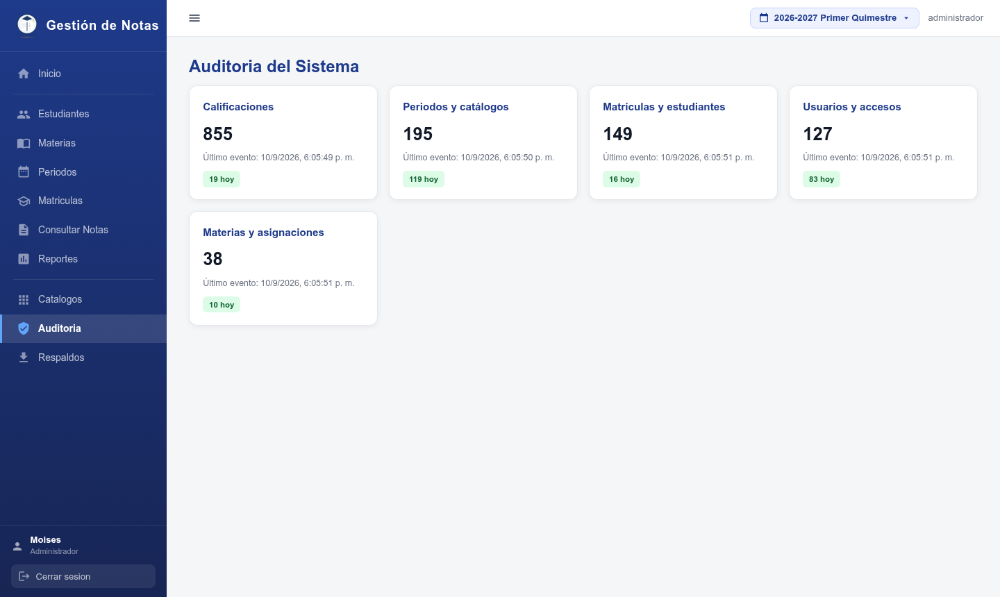 Gestión de Notas
2026-2027 Primer Quimestre
administrador
Inicio
Estudiantes
Materias
Periodos
Matriculas
Consultar Notas
Reportes
Catalogos
Auditoria
Respaldos
Moises
Administrador
Cerrar sesion
Auditoria del Sistema
Calificaciones
855
Último evento: 10/9/2026, 6:05:49 p. m.
19 hoy
Periodos y catálogos
195
Último evento: 10/9/2026, 6:05:50 p. m.
119 hoy
Matrículas y estudiantes
149
Último evento: 10/9/2026, 6:05:51 p. m.
16 hoy
Usuarios y accesos
127
Último evento: 10/9/2026, 6:05:51 p. m.
83 hoy
Materias y asignaciones
38
Último evento: 10/9/2026, 6:05:51 p. m.
10 hoy